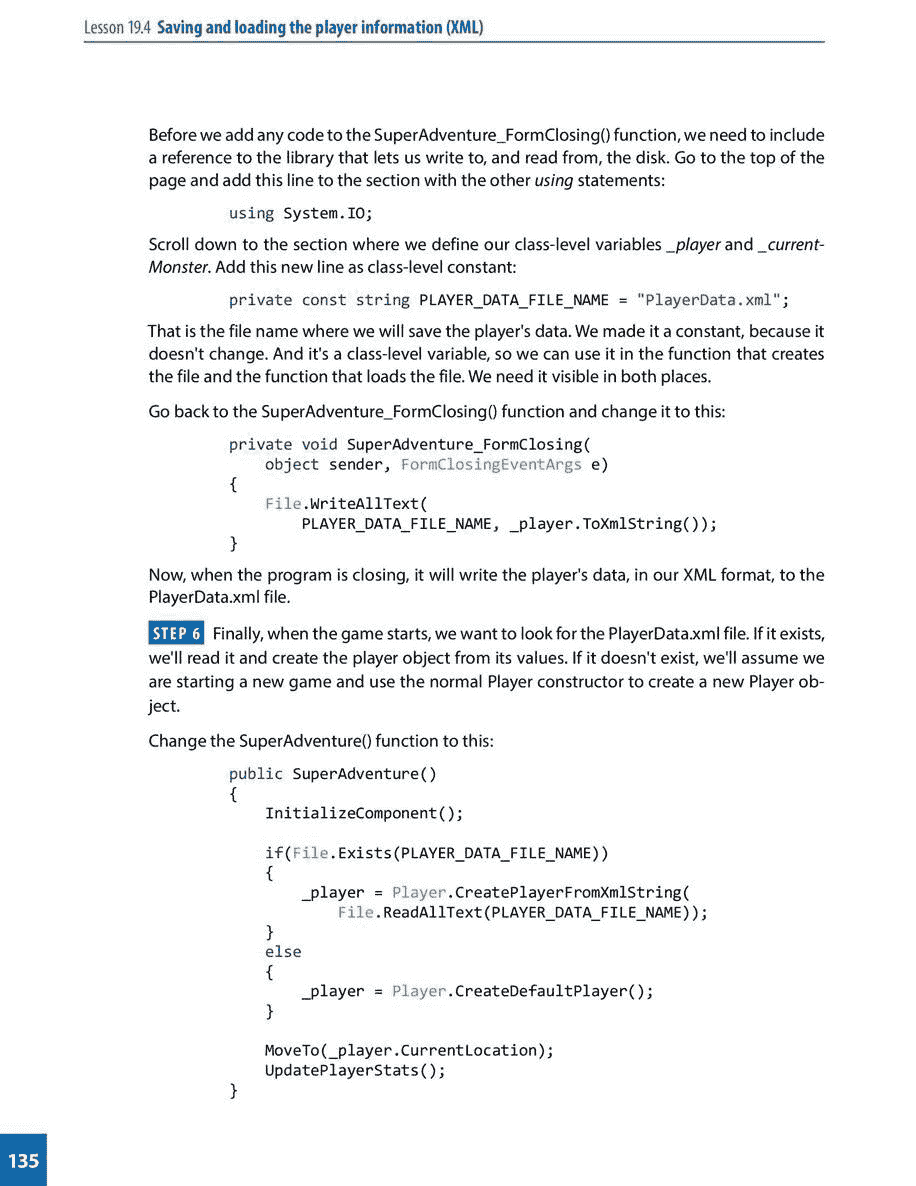 Lesson 19.4 Saving and loading the player information (XML)
Before we add any code to the SuperAdventure_FormClosing() function, we need to include
a reference to the library that lets us write to, and read from, the disk. Go to the top of the
page and add this line to the section with the other using statements:
using System.IO;
Scroll down to the section where we define our class-level variables _player and _current-
Monster. Add this new line as class-level constant:
private const string PLAYER_DATA_FILE_NAME = "PlayerData.xml";
That is the file name where we will save the player's data. We made it a constant, because it
doesn't change. And it's a class-level variable, so we can use it in the function that creates
the file and the function that loads the file. We need it visible in both places.
Go back to the SuperAdventure_FormClosing() function and change it to this:
private void SuperAdventure_FormClosing(
object sender, FormClosingEventArgs e)
{
File.WriteAllText(
PLAYER_DATA_FILE_NAME, _player.ToXmlString());
}
Now, when the program is closing, it will write the player's data, in our XML format, to the
PlayerData.xml file.
STEP 6 Finally, when the game starts, we want to look for the PlayerData.xml file. If it exists,
we'll read it and create the player object from its values. If it doesn't exist, we'll assume we
are starting a new game and use the normal Player constructor to create a new Player ob-
ject.
Change the SuperAdventure() function to this:
public SuperAdventure()
{
InitializeComponent();
if(File.Exists(PLAYER_DATA_FILE_NAME))
{
_player = Player.CreatePlayerFromXmlString(
File.ReadAllText(PLAYER_DATA_FILE_NAME));
}
else
{
_player = Player.CreateDefaultPlayer();
}
MoveTo(_player.CurrentLocation);
UpdatePlayerStats();
}
135